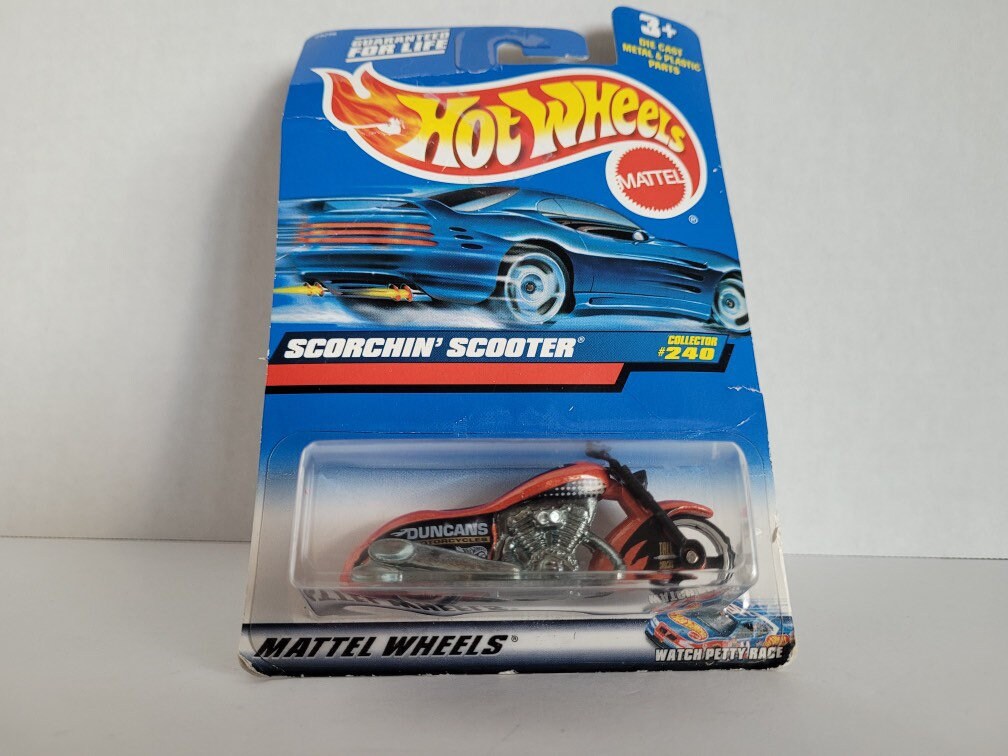 GUARANTEED
FOR LIFE
3+
DIE CAST
METAL & PLASTIC
PARTS
HOT WHEELS
MATTEL
®
SCORCHIN' SCOOTER®
COLLECTOR
#240
DUNCANS
MOTORCYCLES
MATTEL WHEELS®
WATCH PETTY RACE